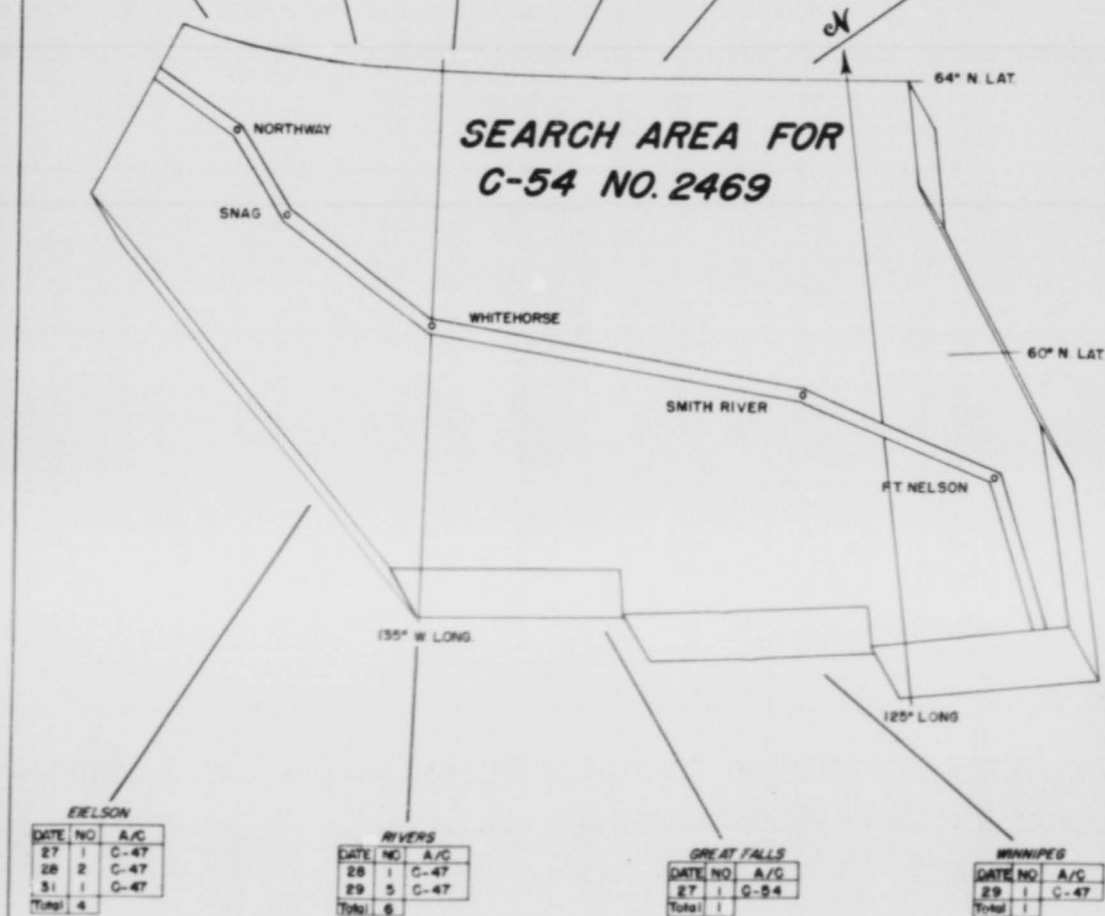 N
64° N. LAT.
SEARCH AREA FOR
C-54 NO. 2469
NORTHWAY
SNAG
WHITEHORSE
60° N. LAT.
SMITH RIVER
FT. NELSON
135° W LONG.
125° LONG
EIELSON
DATE NO A/C
27 1 C-47
28 2 C-47
31 1 C-47
Total 4
RIVERS
DATE NO A/C
28 1 C-47
29 5 C-47
Total 6
GREAT FALLS
DATE NO A/C
27 1 C-54
Total 1
WINNIPEG
DATE NO A/C
29 1 C-47
Total 1